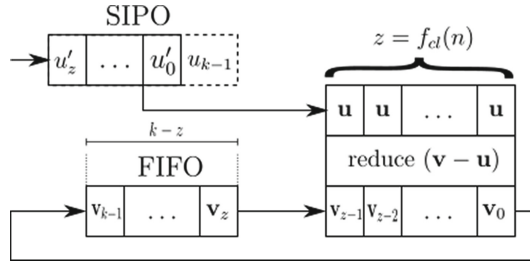 SIPO
z = f_cl(n)
u'_z ... u'_0 u_{k-1}
u u ... u
k - z
FIFO
reduce (v - u)
v_{k-1} ... v_z
v_{z-1} v_{z-2} ... v_0